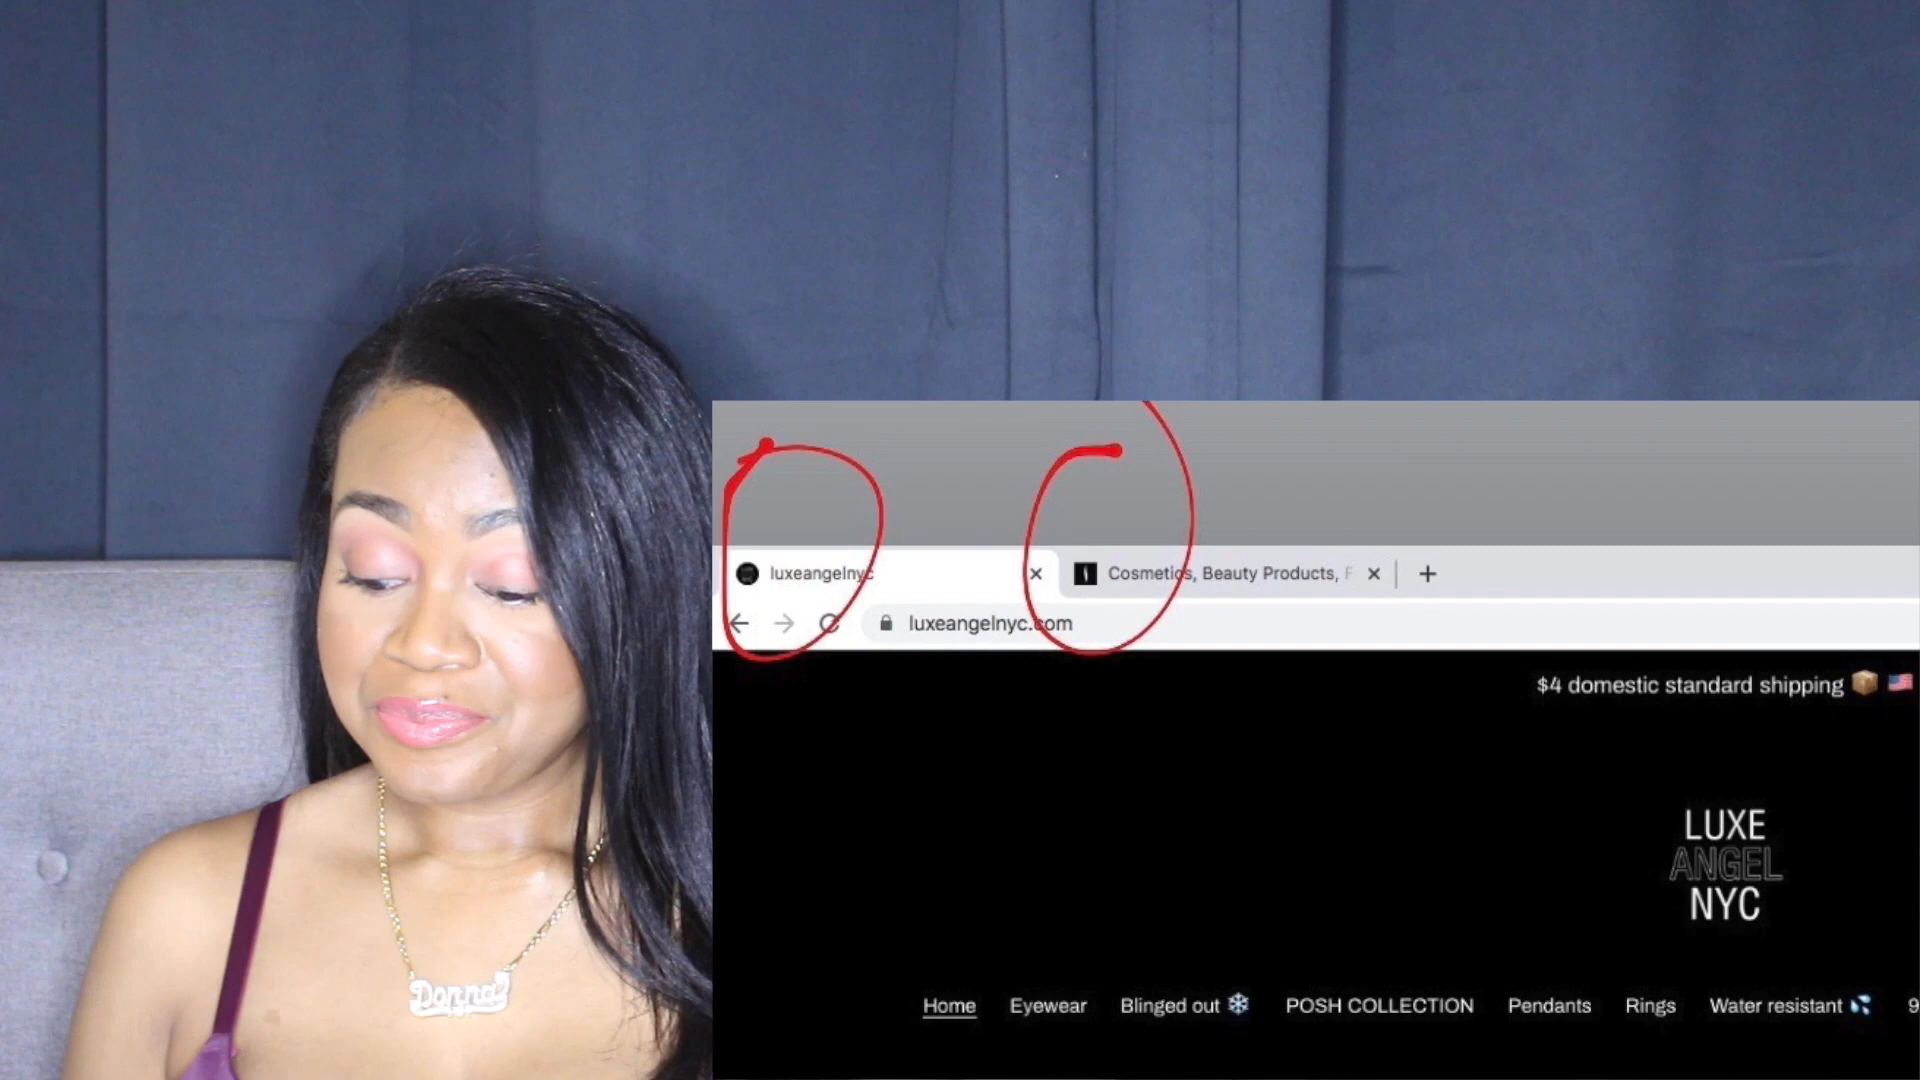 Donna
luxeangelnyc
Cosmetics, Beauty Products, F
luxeangelnyc.com
$4 domestic standard shipping 📦 🇺🇸
LUXE
ANGEL
NYC
Home Eyewear Blinged out ❄️ POSH COLLECTION Pendants Rings Water resistant 💦 9